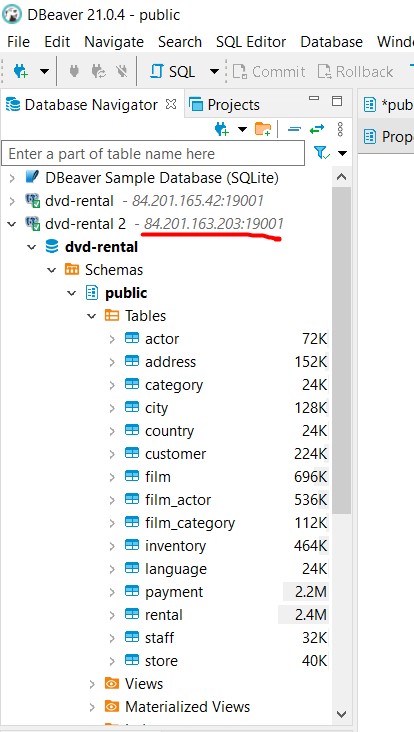 DBeaver 21.0.4 - public
File Edit Navigate Search SQL Editor Database Windo
SQL Commit Rollback
Database Navigator Projects *pub
Enter a part of table name here Prope
DBeaver Sample Database (SQLite)
dvd-rental - 84.201.165.42:19001
dvd-rental 2 - 84.201.163.203:19001
dvd-rental
Schemas
public
Tables
actor 72K
address 152K
category 24K
city 128K
country 24K
customer 224K
film 696K
film_actor 536K
film_category 112K
inventory 464K
language 24K
payment 2.2M
rental 2.4M
staff 32K
store 40K
Views
Materialized Views